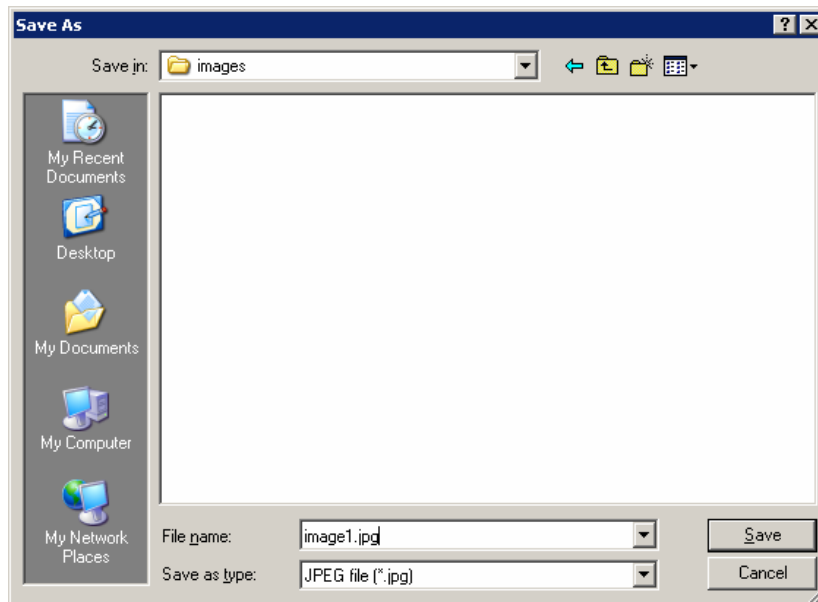 Save As
Save in:
images
My Recent
Documents
Desktop
My Documents
My Computer
My Network
Places
File name:
image1.jpg
Save
Save as type:
JPEG file (*.jpg)
Cancel